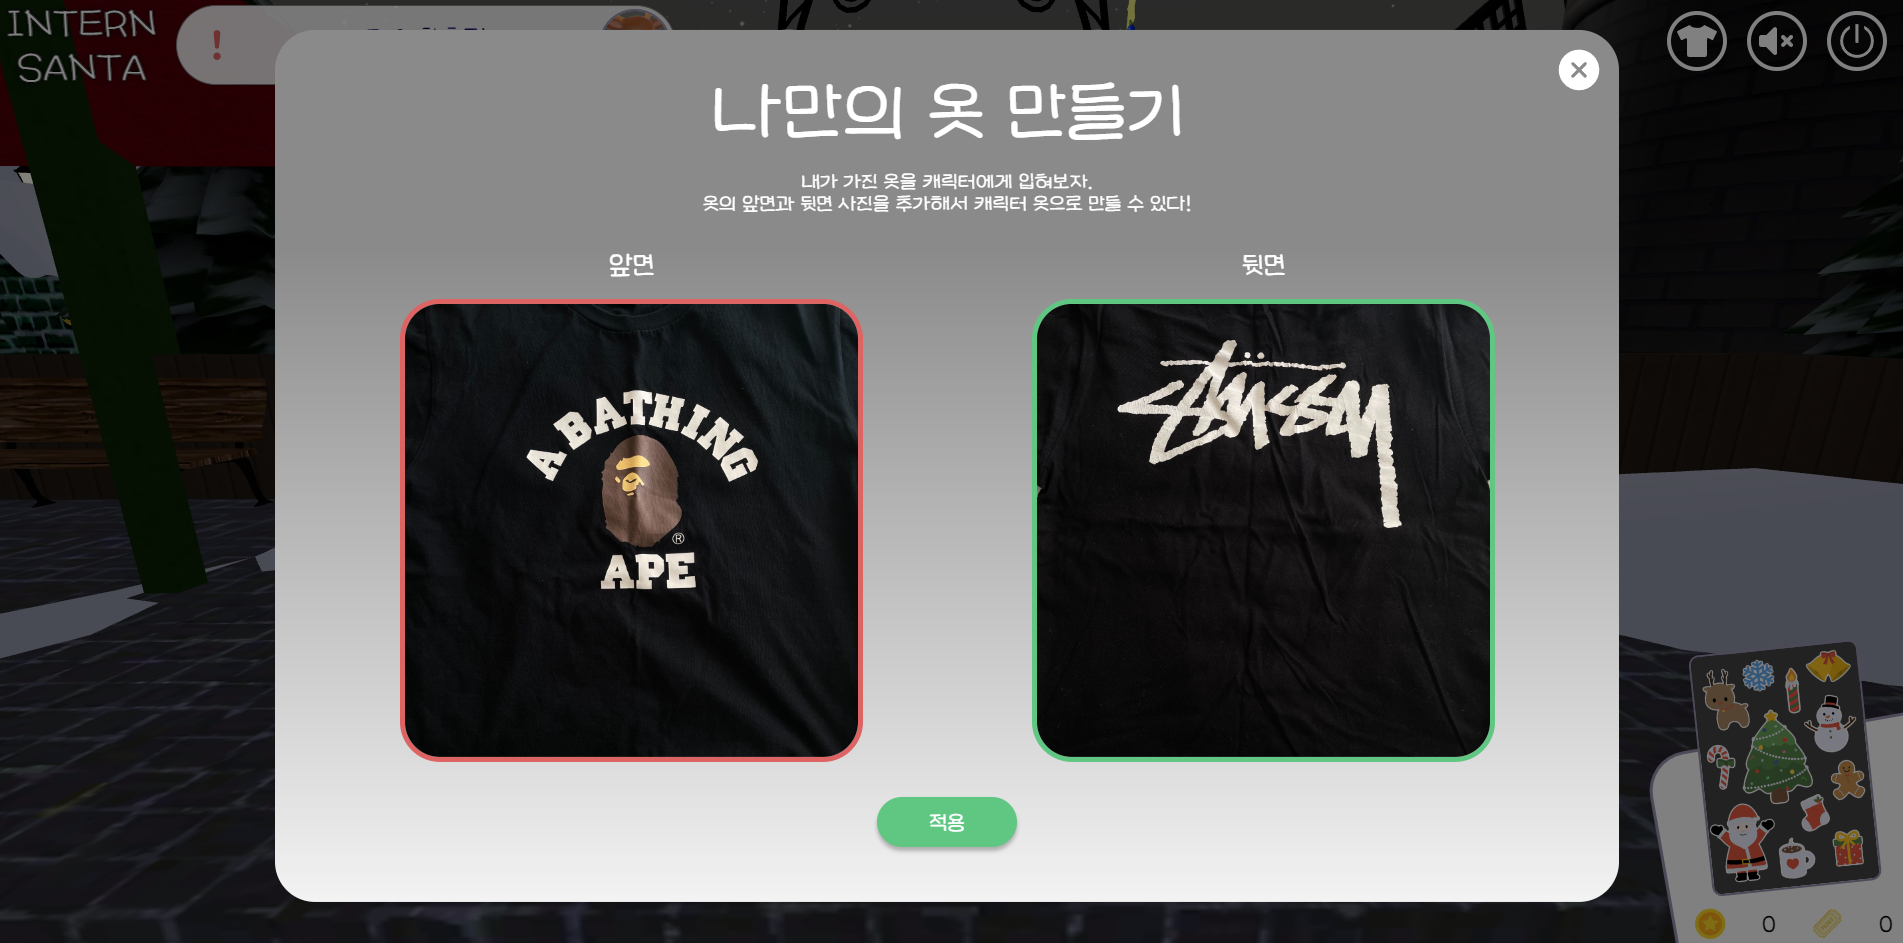 INTERN
SANTA
!
나만의 옷 만들기
내가 가진 옷을 캐릭터에게 입혀보자.
옷의 앞면과 뒷면 사진을 추가해서 캐릭터 옷으로 만들 수 있다!
앞면
뒷면
A BATHING
®
APE
STÜSSY
적용
0
0